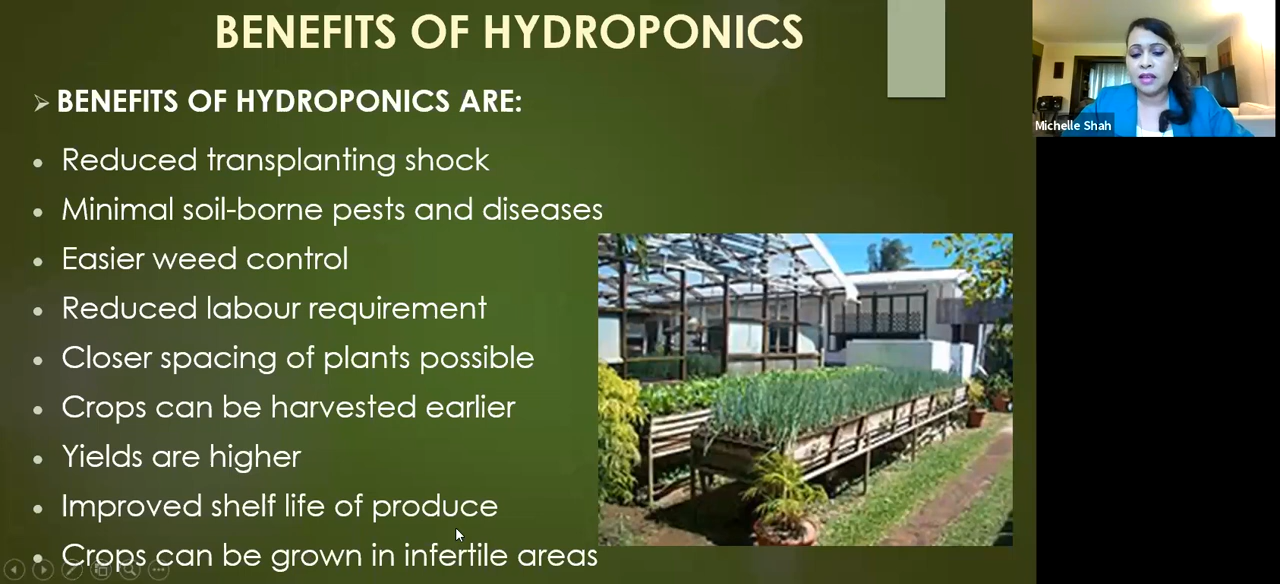 BENEFITS OF HYDROPONICS
BENEFITS OF HYDROPONICS ARE:
Reduced transplanting shock
Minimal soil-borne pests and diseases
Easier weed control
Reduced labour requirement
Closer spacing of plants possible
Crops can be harvested earlier
Yields are higher
Improved shelf life of produce
Crops can be grown in infertile areas
Michelle Shah